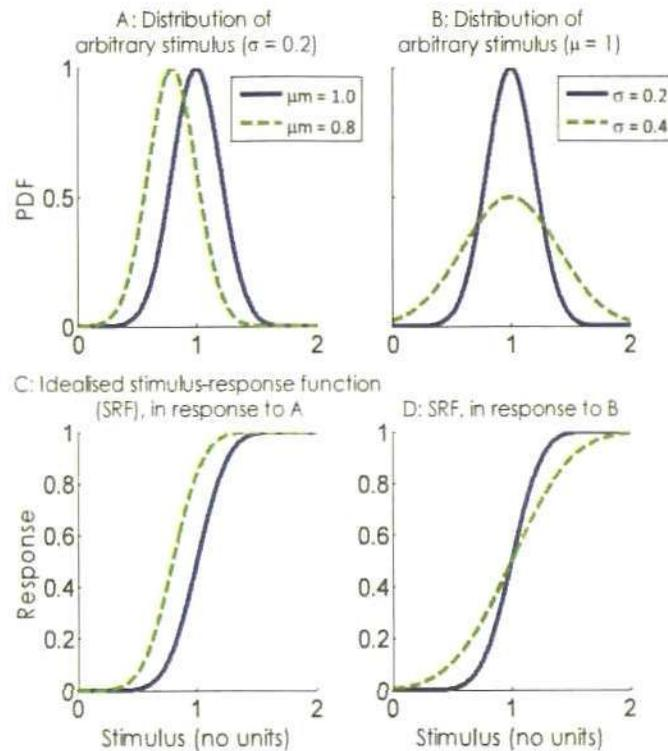 A: Distribution of
arbitrary stimulus (σ = 0.2)
B: Distribution of
arbitrary stimulus (μ = 1)
1
0.5
0
PDF
μm = 1.0
μm = 0.8
0
1
2
σ = 0.2
σ = 0.4
0
1
2
C: Idealised stimulus-response function
(SRF), in response to A
D: SRF, in response to B
1
0.8
0.6
0.4
0.2
0
Response
0
1
2
Stimulus (no units)
1
0.8
0.6
0.4
0.2
0
0
1
2
Stimulus (no units)